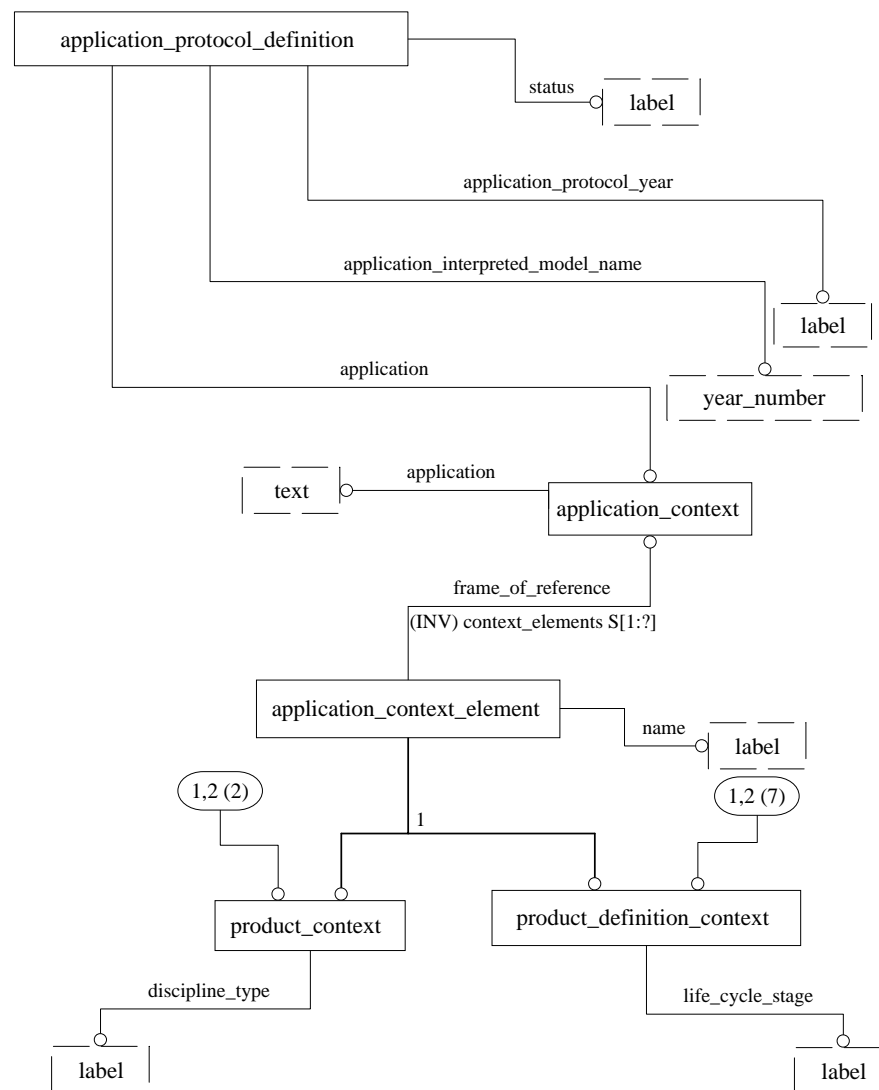 application_protocol_definition
status
label
application_protocol_year
application_interpreted_model_name
label
application
year_number
application
text
application_context
frame_of_reference
(INV) context_elements S[1:?]
application_context_element
name
label
1,2 (2)
1,2 (7)
1
product_context
product_definition_context
discipline_type
life_cycle_stage
label
label